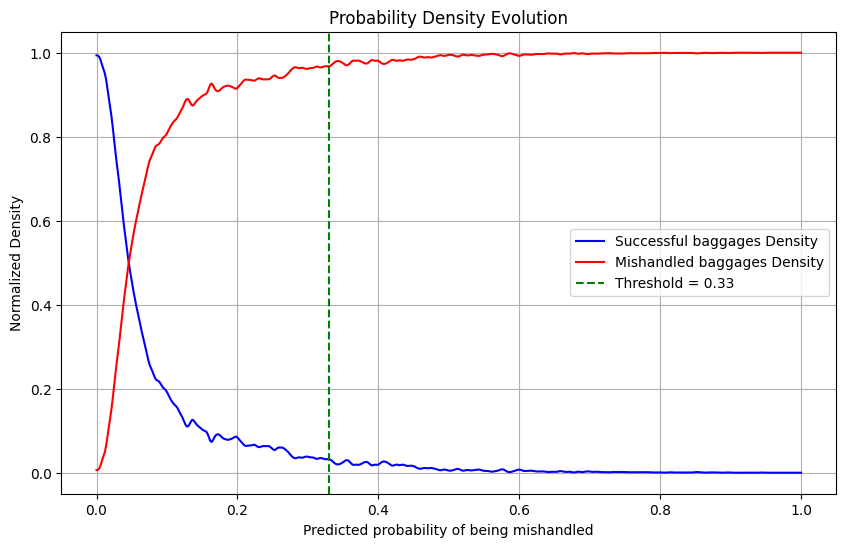 Probability Density Evolution
Normalized Density
1.0
0.8
0.6
0.4
0.2
0.0
Successful baggages Density
Mishandled baggages Density
Threshold = 0.33
0.0 0.2 0.4 0.6 0.8 1.0
Predicted probability of being mishandled